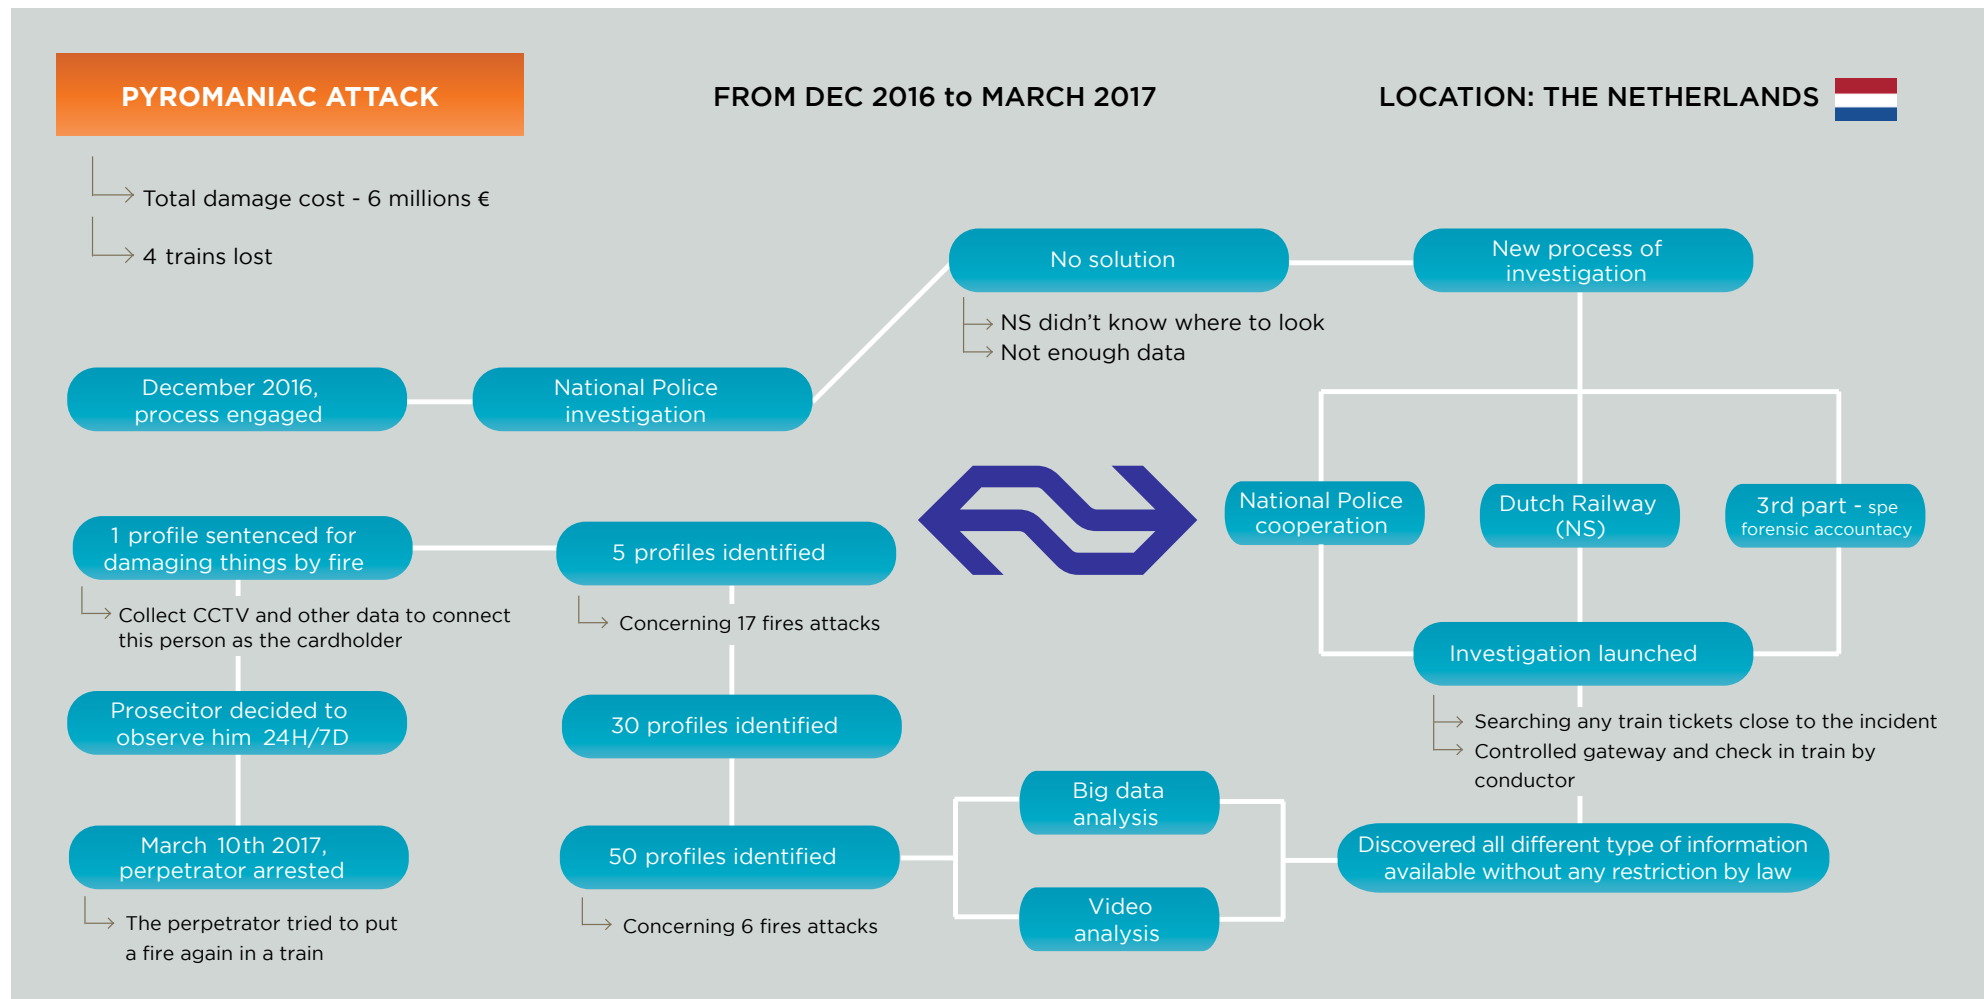 PYROMANIAC ATTACK
FROM DEC 2016 to MARCH 2017
LOCATION: THE NETHERLANDS
Total damage cost - 6 millions €
4 trains lost
December 2016,
process engaged
National Police
investigation
No solution
NS didn’t know where to look
Not enough data
New process of
investigation
National Police
cooperation
Dutch Railway
(NS)
3rd part - spe
forensic accountacy
Investigation launched
Searching any train tickets close to the incident
Controlled gateway and check in train by
conductor
Discovered all different type of information
available without any restriction by law
Big data
analysis
Video
analysis
50 profiles identified
Concerning 6 fires attacks
30 profiles identified
5 profiles identified
Concerning 17 fires attacks
1 profile sentenced for
damaging things by fire
Collect CCTV and other data to connect
this person as the cardholder
Prosecitor decided to
observe him 24H/7D
March 10th 2017,
perpetrator arrested
The perpetrator tried to put
a fire again in a train